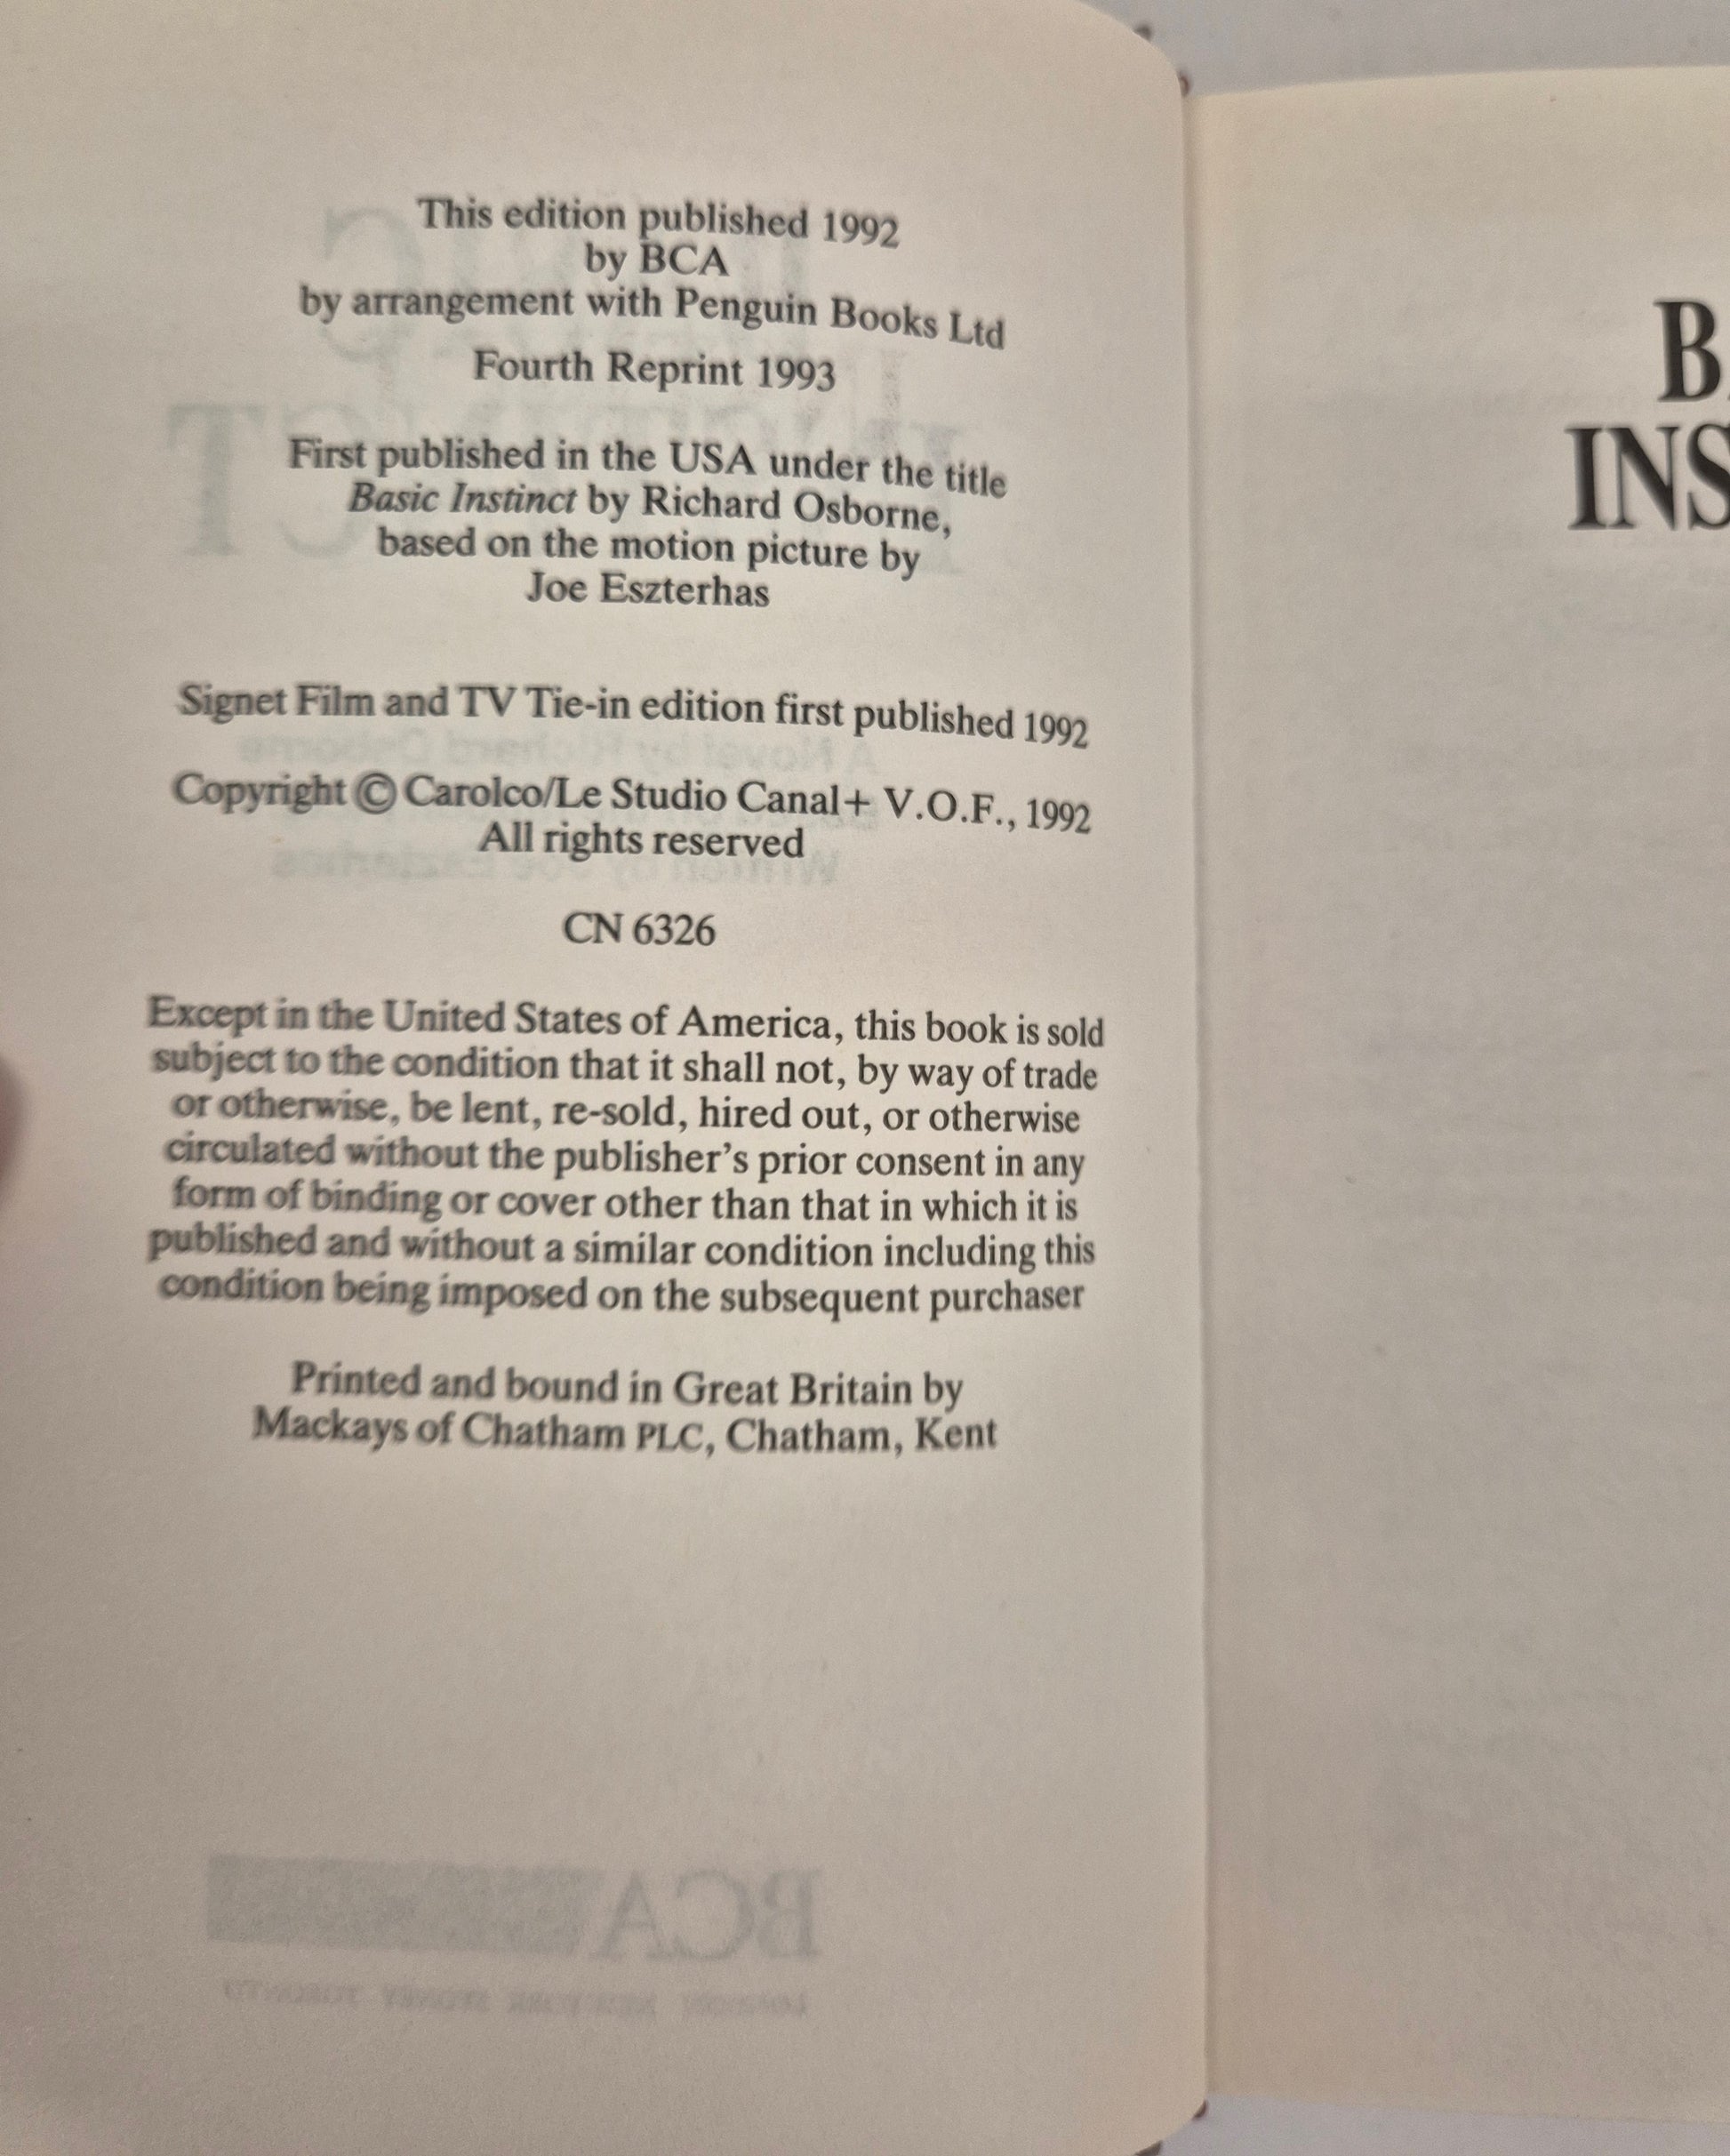 This edition published 1992
by BCA
by arrangement with Penguin Books Ltd
Fourth Reprint 1993
First published in the USA under the title
Basic Instinct by Richard Osborne,
based on the motion picture by
Joe Eszterhas
Signet Film and TV Tie-in edition first published 1992
Copyright © Carolco/Le Studio Canal+ V.O.F., 1992
All rights reserved
CN 6326
Except in the United States of America, this book is sold
subject to the condition that it shall not, by way of trade
or otherwise, be lent, re-sold, hired out, or otherwise
circulated without the publisher's prior consent in any
form of binding or cover other than that in which it is
published and without a similar condition including this
condition being imposed on the subsequent purchaser
Printed and bound in Great Britain by
Mackays of Chatham PLC, Chatham, Kent
BCA
LONDON NEW YORK SYDNEY TORONTO
B
INS